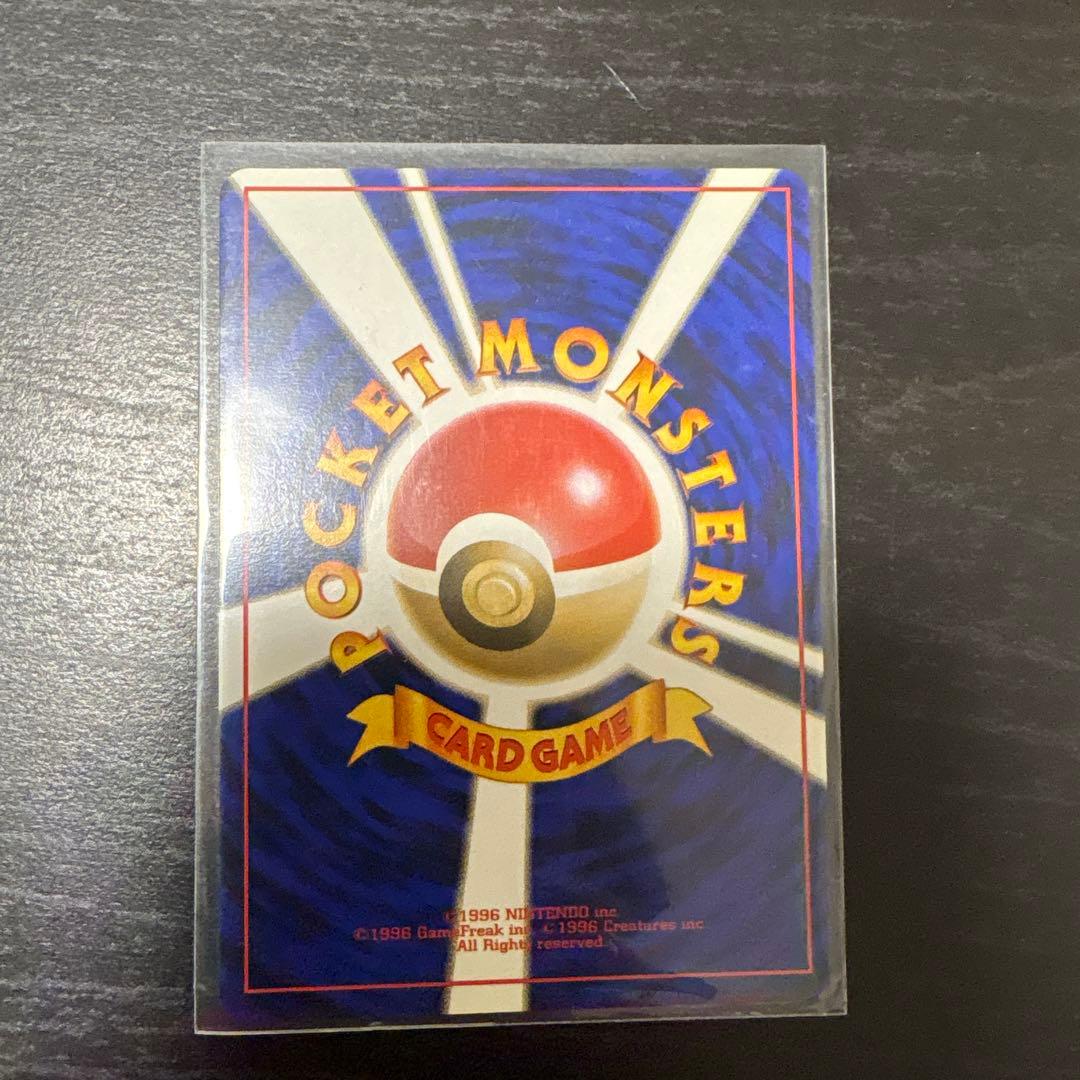 POCKET MONSTERS
CARD GAME
©1996 NINTENDO inc.
©1996 GameFreak inc. ©1996 Creatures inc
All Rights reserved.